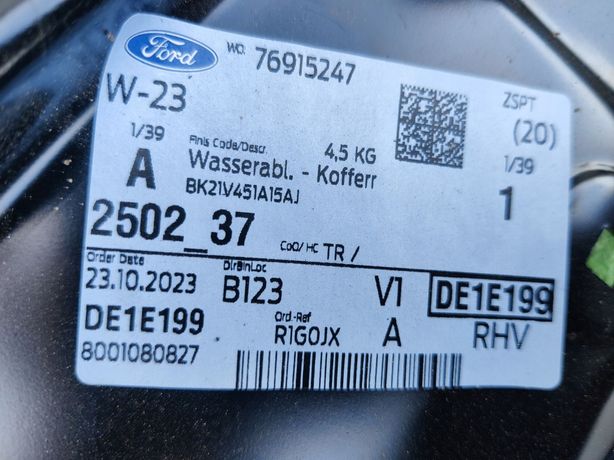 Ford
WO. 76915247
W-23
ZSPT
(20)
1/39
A
Finis Code/Descr. 4,5 KG
Wasserabl. - Kofferr
BK21V451A15AJ
1/39
1
2502_37
CoO/ HC TR /
Order Date
23.10.2023
DirBinLoc
B123
V1
DE1E199
DE1E199
Ord-Ref
R1G0JX
A
RHV
8001080827